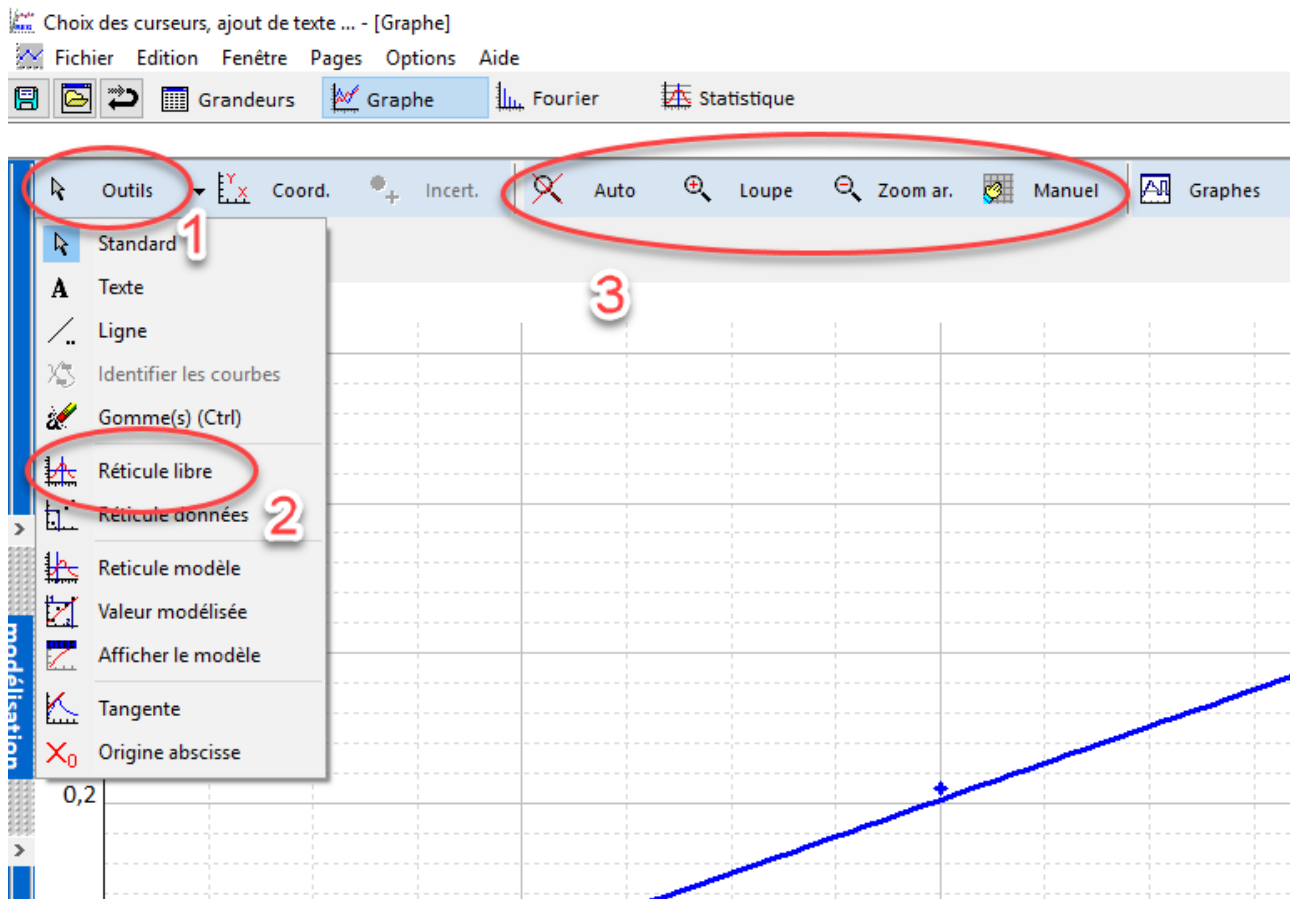 Choix des curseurs, ajout de texte ... - [Graphe]
Fichier Edition Fenêtre Pages Options Aide
Grandeurs Graphe Fourier Statistique
Outils Coord. Incert. Auto Loupe Zoom ar. Manuel Graphes
1
Standard
Texte
3
Ligne
Identifier les courbes
Gomme(s) (Ctrl)
Réticule libre
2
Réticule données
Reticule modèle
Valeur modélisée
Afficher le modèle
Tangente
Origine abscisse
modélisation
0,2